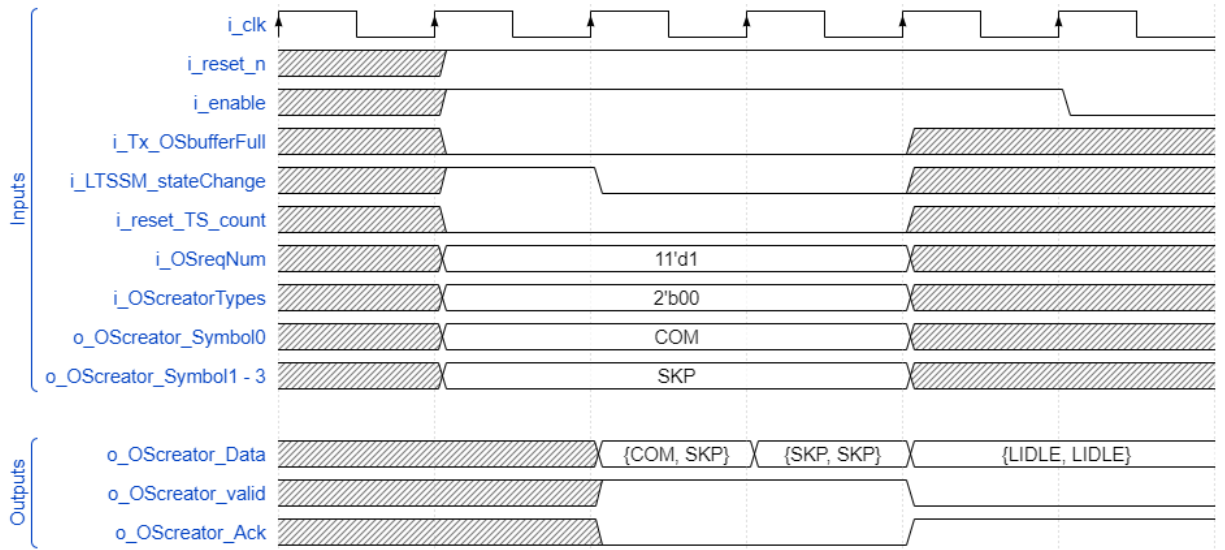 Inputs
i_clk
i_reset_n
i_enable
i_Tx_OSbufferFull
i_LTSSM_stateChange
i_reset_TS_count
i_OSreqNum 11'd1
i_OScreatorTypes 2'b00
o_OScreator_Symbol0 COM
o_OScreator_Symbol1 - 3 SKP
Outputs
o_OScreator_Data {COM, SKP} {SKP, SKP} {LIDLE, LIDLE}
o_OScreator_valid
o_OScreator_Ack